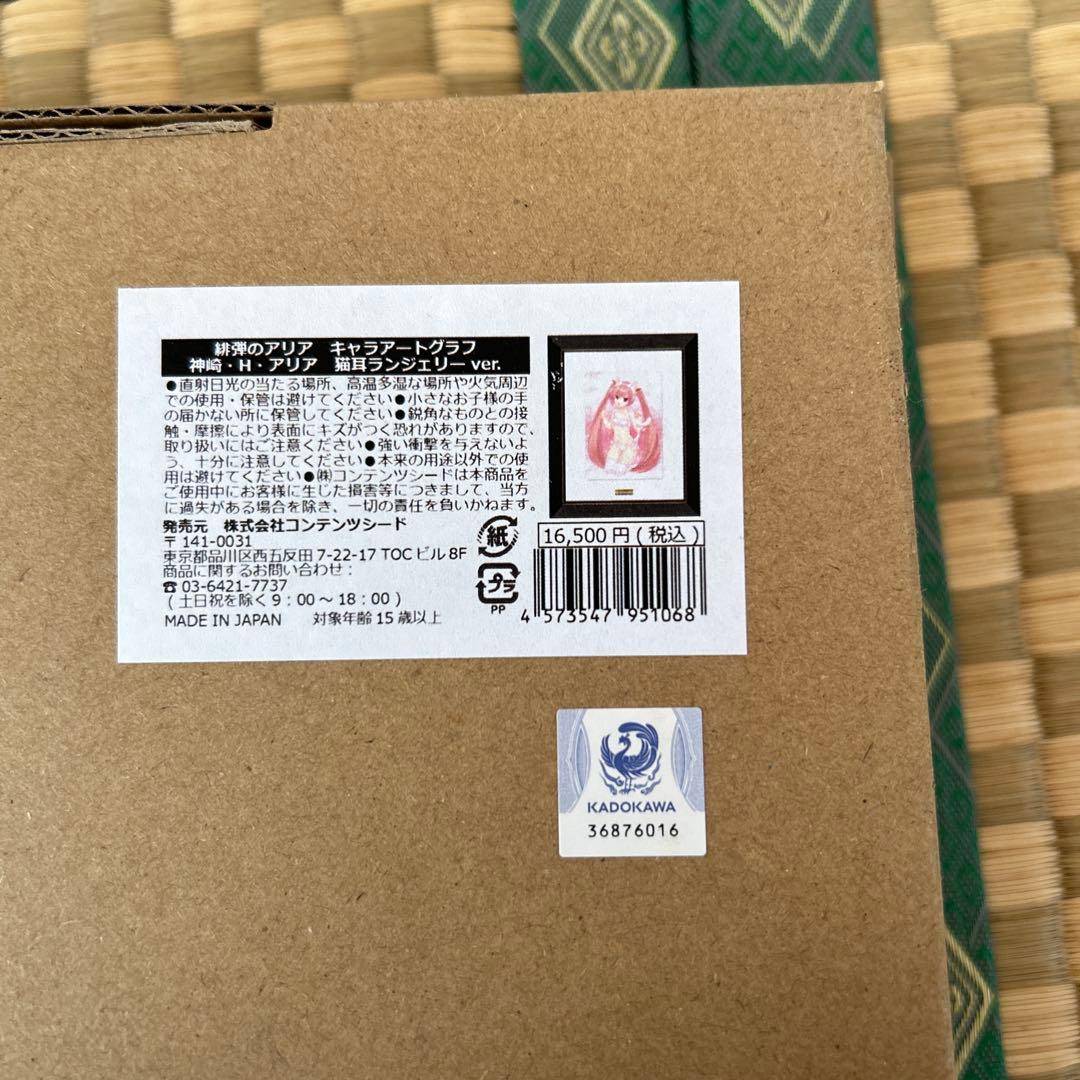 緋弾のアリア　キャラアートグラフ
神崎・H・アリア　猫耳ランジェリー ver.
●直射日光の当たる場所、高温多湿な場所や火気周辺
での使用・保管は避けてください●小さなお子様の手
の届かない所に保管してください●鋭角なものとの接
触・摩擦により表面にキズがつく恐れがありますので、
取り扱いにはご注意ください●強い衝撃を与えないよ
う、十分に注意してください●本来の用途以外での使
用は避けてください●㈱コンテンツシードは本商品を
ご使用中にお客様に生じた損害等につきまして、当方
に過失がある場合を除き、一切の責任を負いかねます。
発売元　株式会社コンテンツシード
〒141-0031
東京都品川区西五反田 7-22-17 TOC ビル 8F
商品に関するお問い合わせ：
☎ 03-6421-7737
( 土日祝を除く 9：00 ～ 18：00 )
MADE IN JAPAN　対象年齢 15 歳以上
紙
プラ
PP
16,500 円 ( 税込 )
4 573547 951068
KADOKAWA
36876016